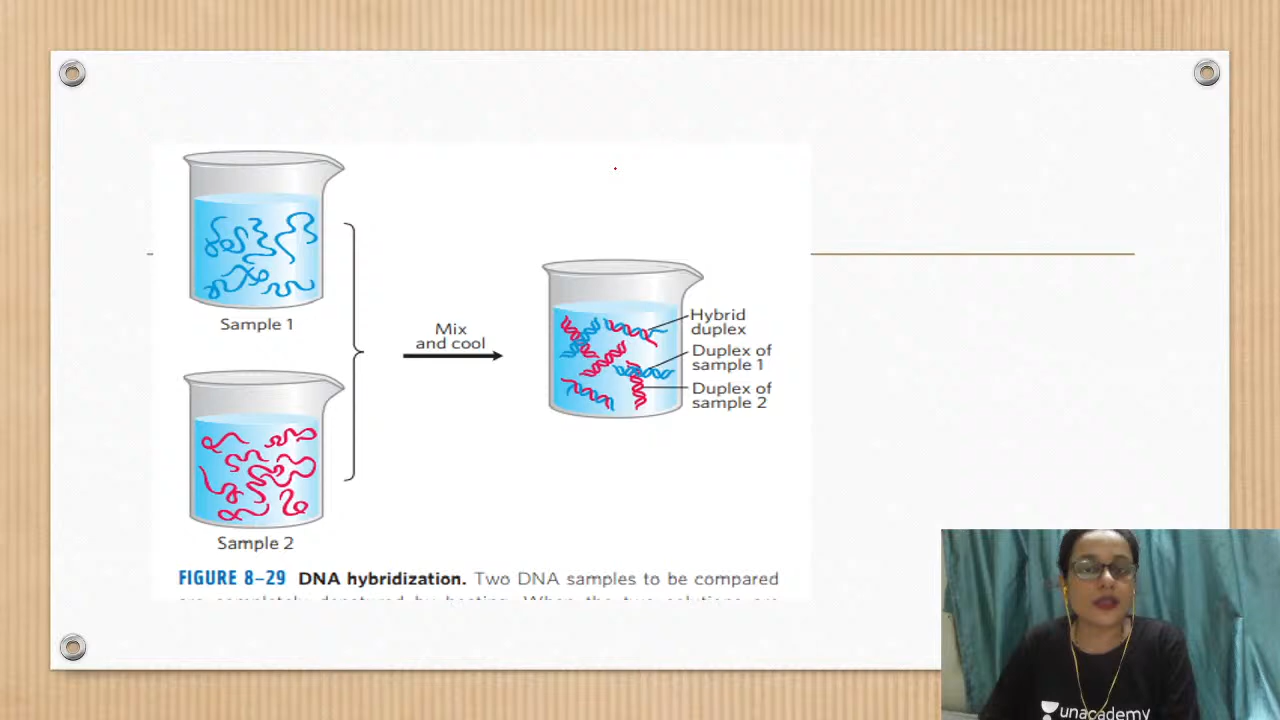 Sample 1
Mix
and cool
Hybrid
duplex
Duplex of
sample 1
Duplex of
sample 2
Sample 2
FIGURE 8–29 DNA hybridization. Two DNA samples to be compared
are completely denatured by heating. When the two solutions are
unacademy